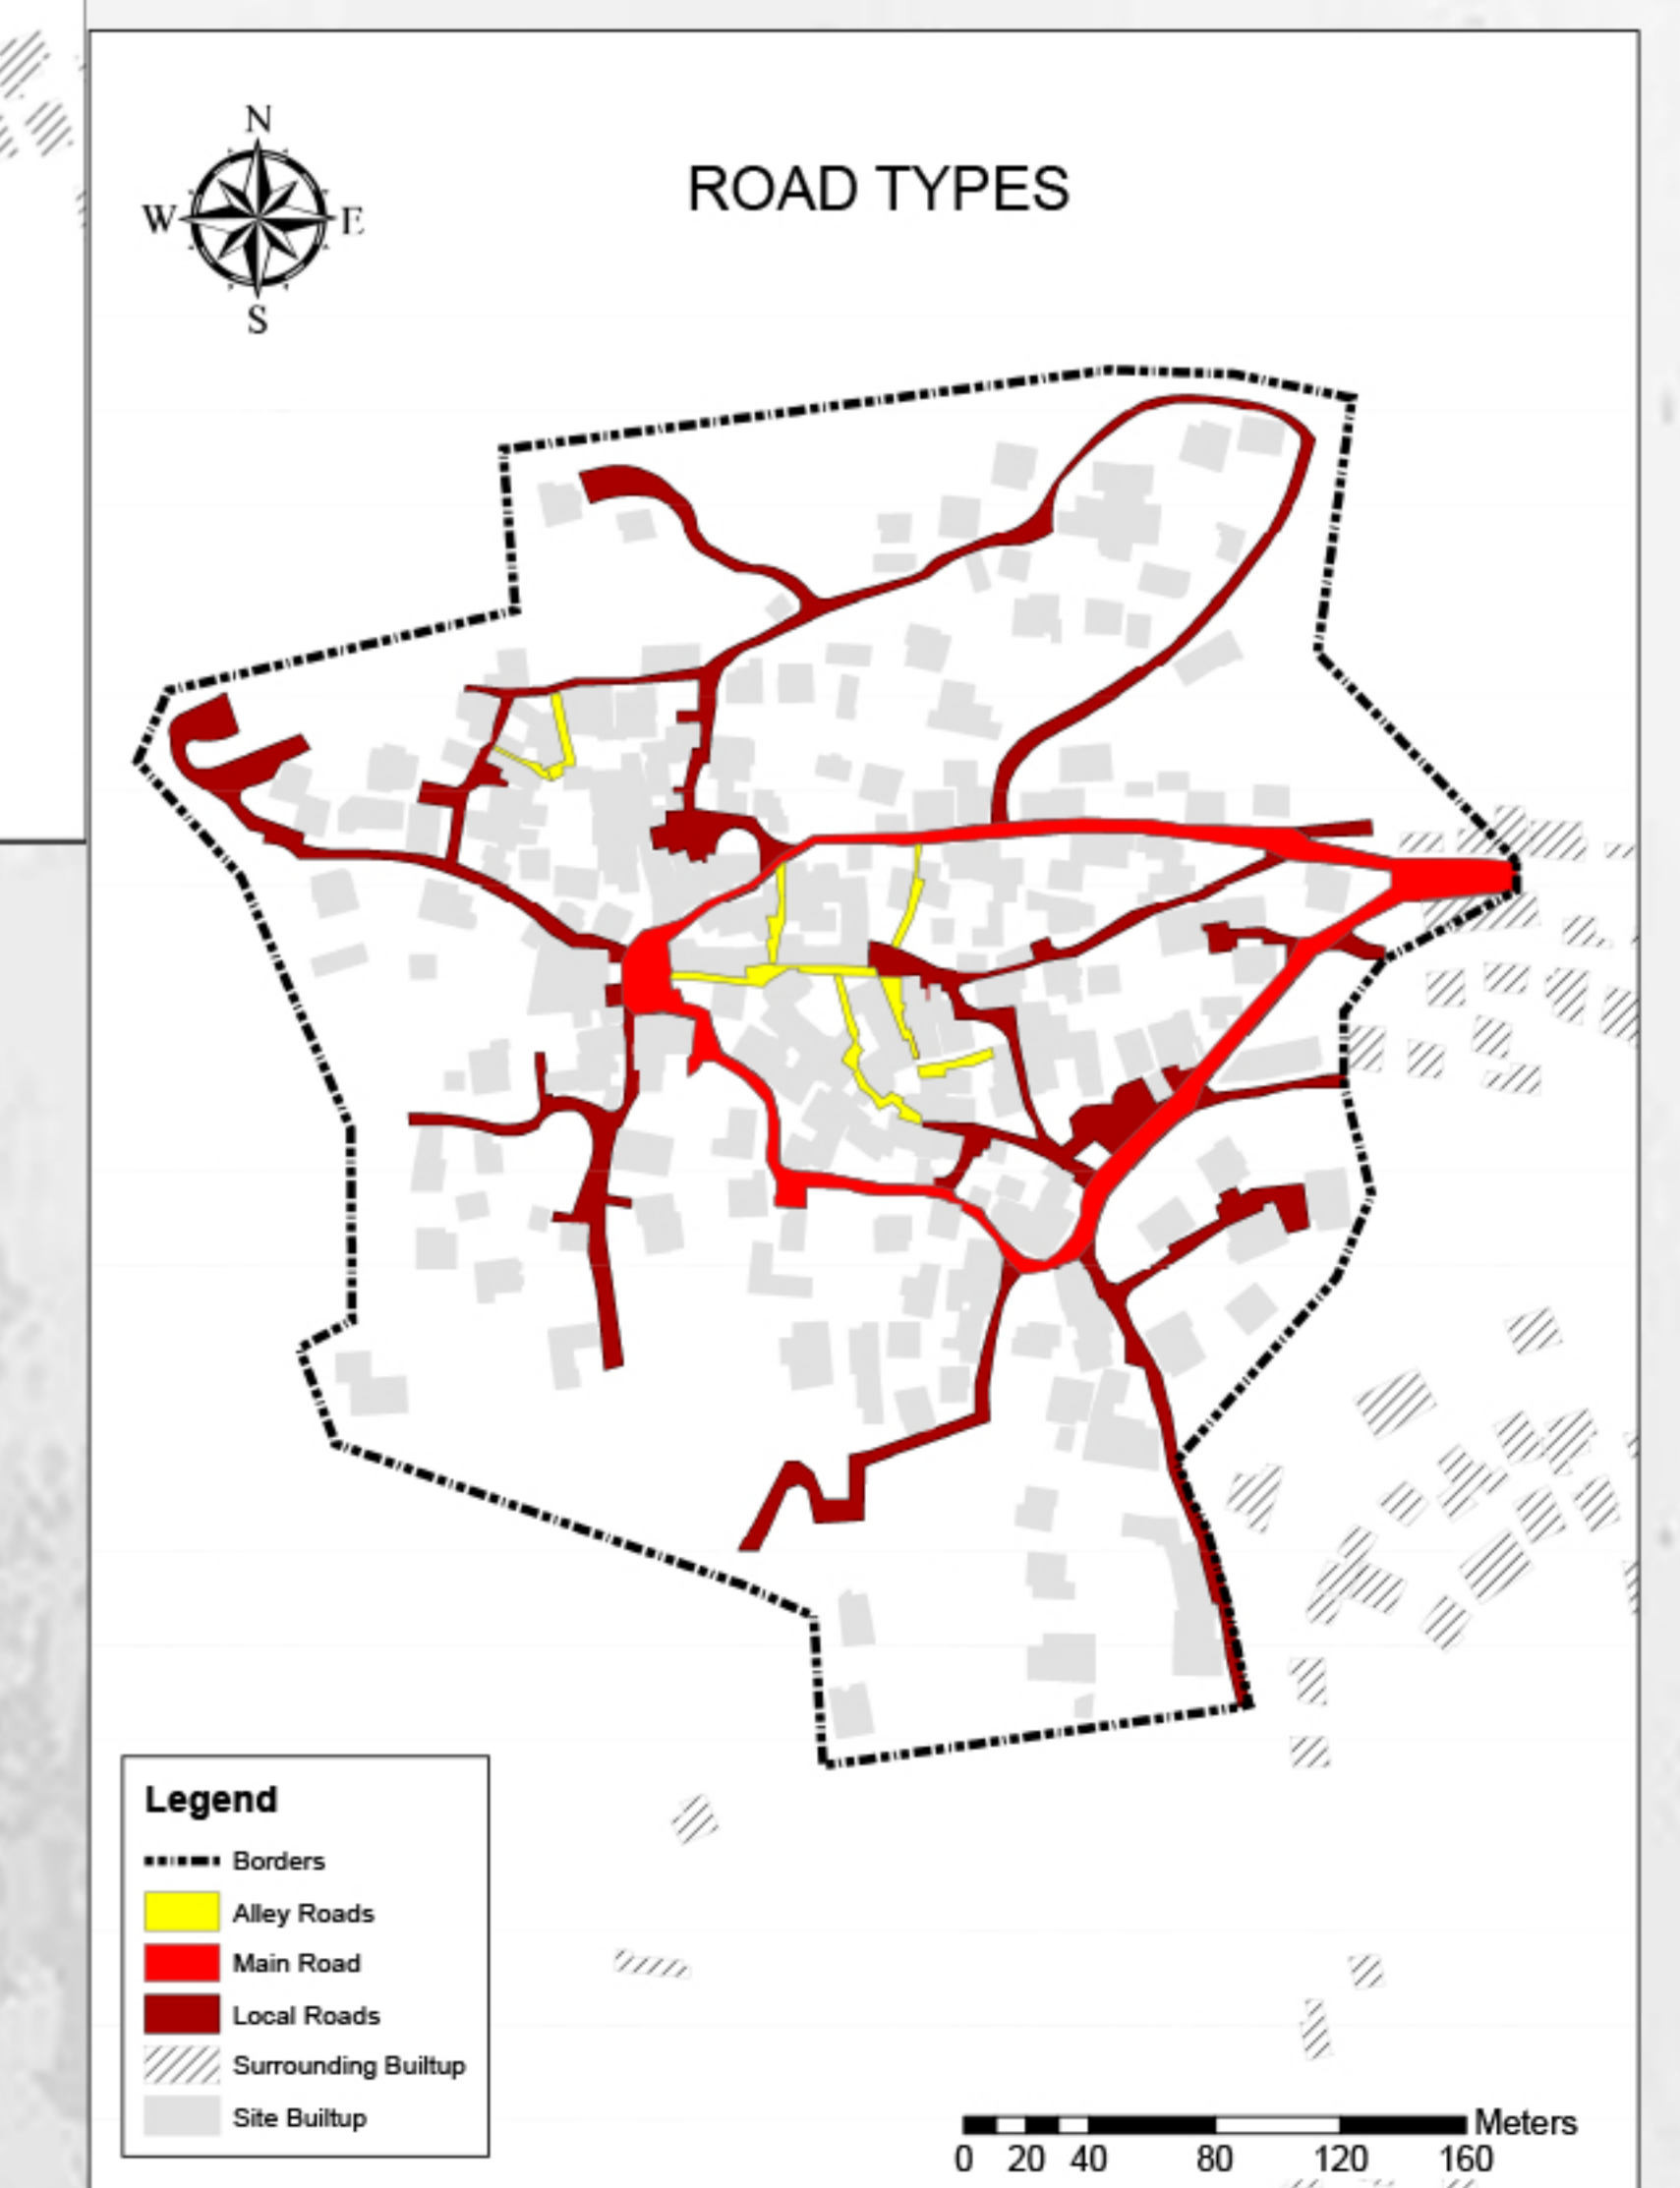 N
W E
S
ROAD TYPES
Legend
Borders
Alley Roads
Main Road
Local Roads
Surrounding Builtup
Site Builtup
Meters
0 20 40 80 120 160